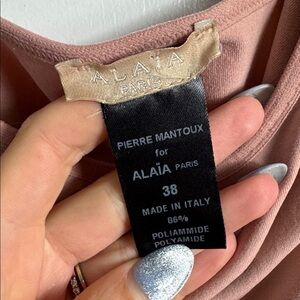 ALAÏA
PARIS
PIERRE MANTOUX
for
ALAÏA PARIS
38
MADE IN ITALY
86%
POLIAMMIDE
POLYAMIDE